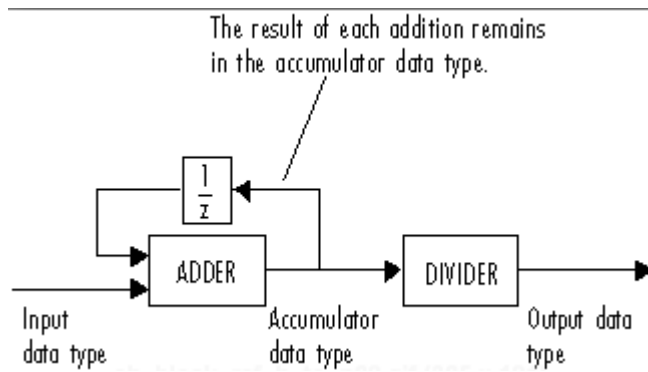 The result of each addition remains
in the accumulator data type.
1
z
ADDER
DIVIDER
Input
data type
Accumulator
data type
Output data
type